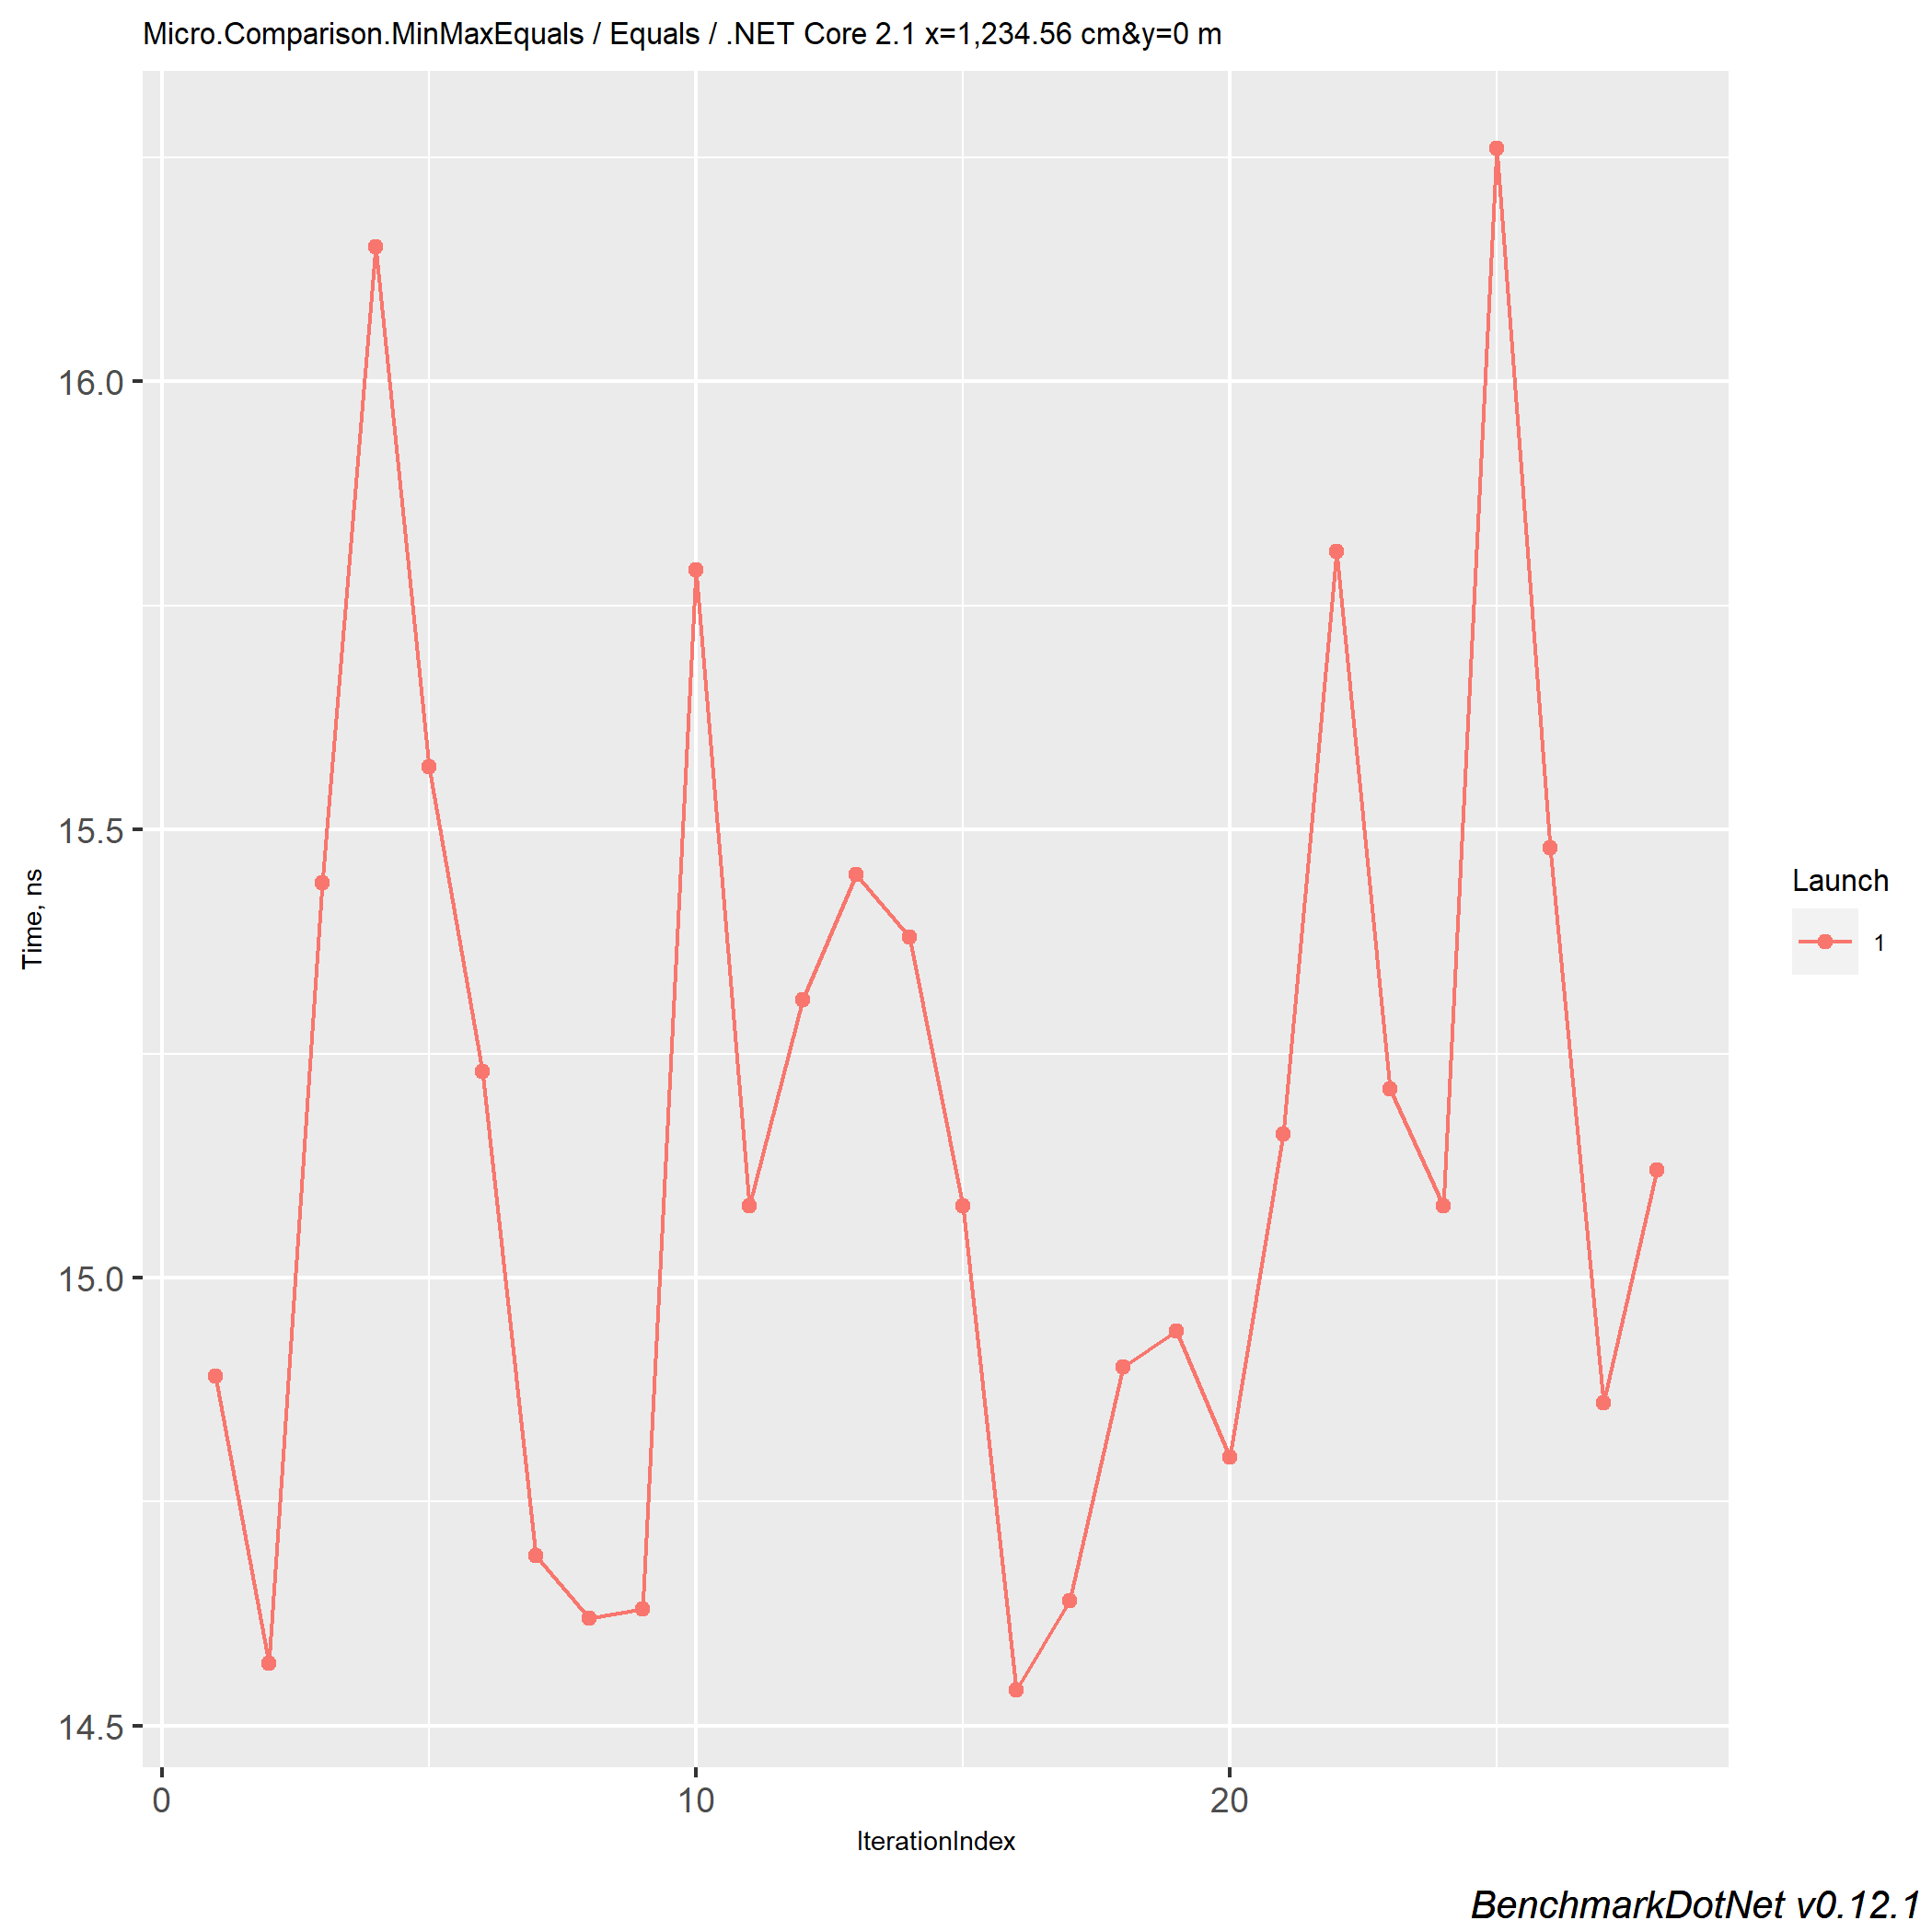 Micro.Comparison.MinMaxEquals / Equals / .NET Core 2.1 x=1,234.56 cm&y=0 m
16.0
15.5
15.0
14.5
Time, ns
0 10 20
IterationIndex
Launch
1
BenchmarkDotNet v0.12.1